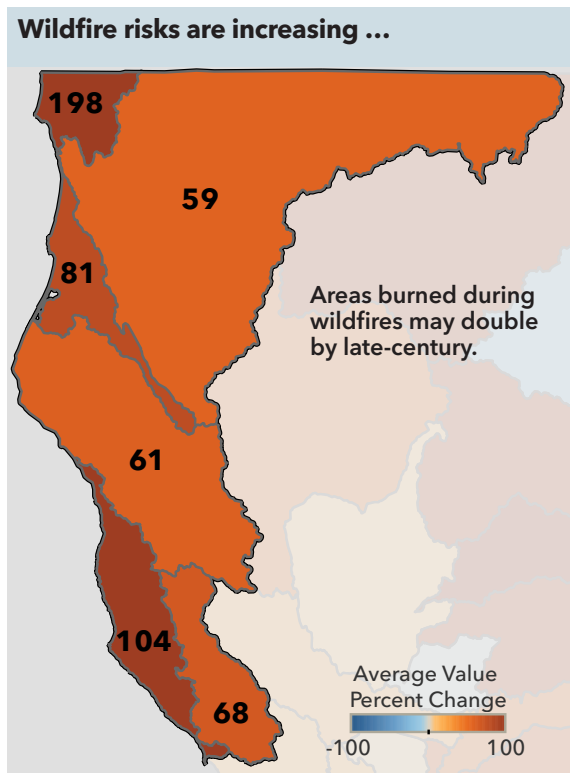 Wildfire risks are increasing ...
198
59
81
Areas burned during
wildfires may double
by late-century.
61
104
68
Average Value
Percent Change
-100 100